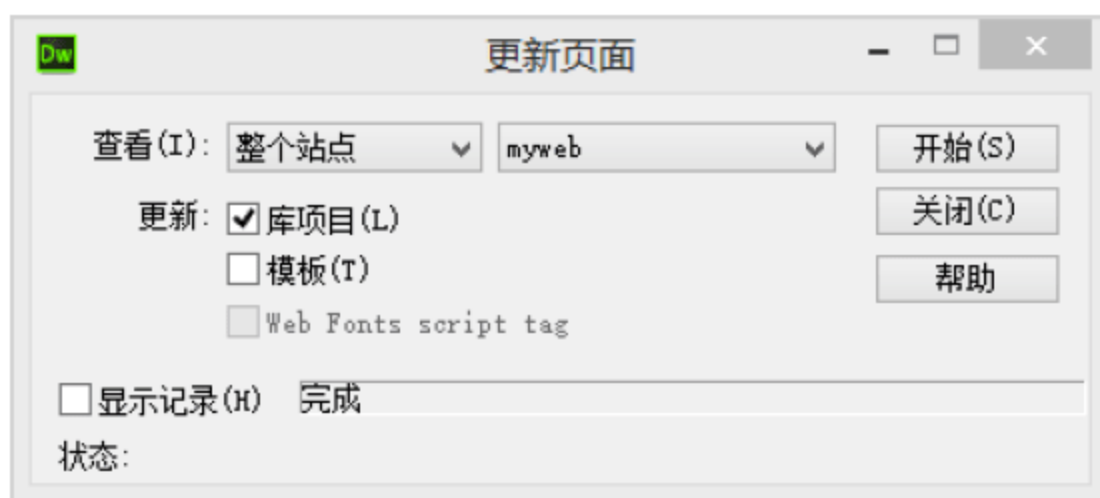 Dw 更新页面
查看(I): 整个站点 myweb 开始(S)
更新: 库项目(L) 关闭(C)
模板(T) 帮助
Web Fonts script tag
显示记录(H) 完成
状态: